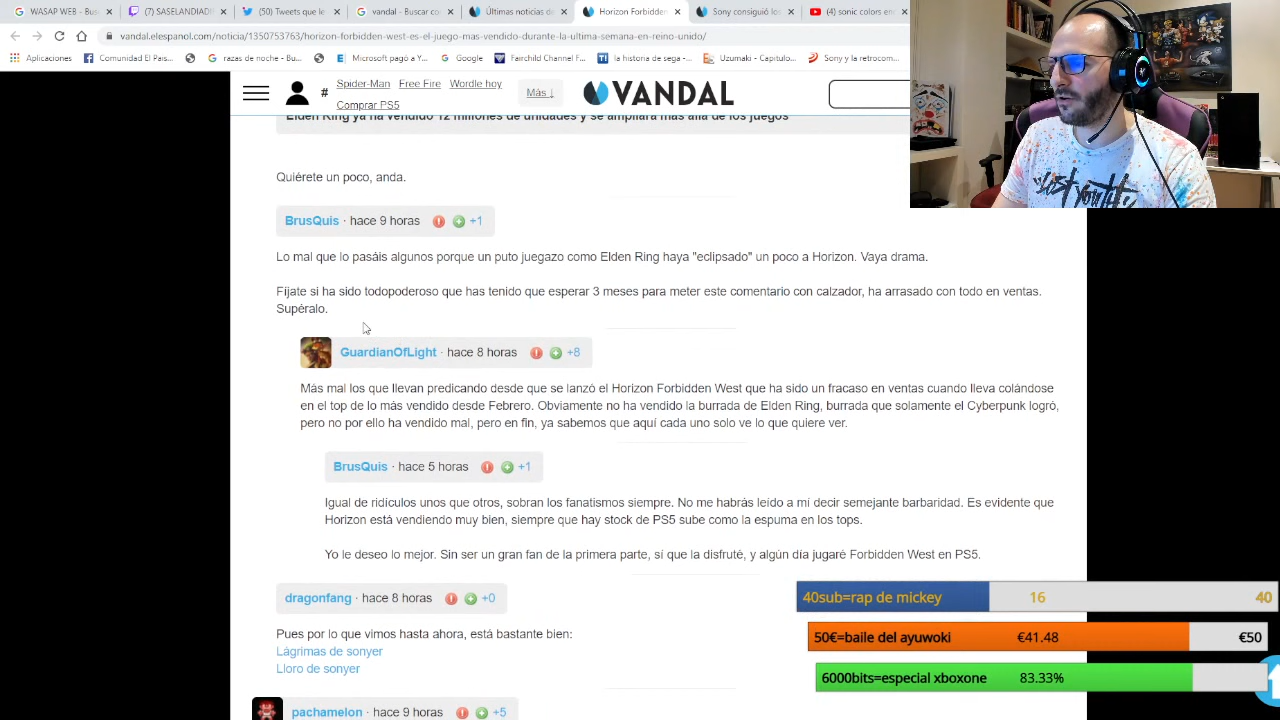 WASAP WEB - Bus
(7) SASELANDIA
(50) Tweets que le
vandal - Buscar co
Últimas noticias de
Horizon Forbidden
Sony consiguió los
(4) sonic colors en
vandal.elespanol.com/noticia/1350753763/horizon-forbidden-west-es-el-juego-mas-vendido-durante-la-ultima-semana-en-reino-unido/
Aplicaciones
Comunidad El Pais...
razas de noche - Bu...
Microsoft pagó a Y...
Google
Fairchild Channel F...
la historia de sega -...
Uzumaki - Capitulo...
Sony y la retrocom...
#
Spider-Man
Free Fire
Wordle hoy
Comprar PS5
Más ↓
VANDAL
Elden Ring ya ha vendido 12 millones de unidades y se ampliará más allá de los juegos
Quiérete un poco, anda.
BrusQuis · hace 9 horas +1
Lo mal que lo pasáis algunos porque un puto juegazo como Elden Ring haya "eclipsado" un poco a Horizon. Vaya drama.
Fíjate si ha sido todopoderoso que has tenido que esperar 3 meses para meter este comentario con calzador, ha arrasado con todo en ventas.
Supéralo.
GuardianOfLight · hace 8 horas +8
Más mal los que llevan predicando desde que se lanzó el Horizon Forbidden West que ha sido un fracaso en ventas cuando lleva colándose
en el top de lo más vendido desde Febrero. Obviamente no ha vendido la burrada de Elden Ring, burrada que solamente el Cyberpunk logró,
pero no por ello ha vendido mal, pero en fin, ya sabemos que aquí cada uno solo ve lo que quiere ver.
BrusQuis · hace 5 horas +1
Igual de ridículos unos que otros, sobran los fanatismos siempre. No me habrás leído a mí decir semejante barbaridad. Es evidente que
Horizon está vendiendo muy bien, siempre que hay stock de PS5 sube como la espuma en los tops.
Yo le deseo lo mejor. Sin ser un gran fan de la primera parte, sí que la disfruté, y algún día jugaré Forbidden West en PS5.
dragonfang · hace 8 horas +0
Pues por lo que vimos hasta ahora, está bastante bien:
Lágrimas de sonyer
Lloro de sonyer
pachamelon · hace 9 horas +5
Lost Youth
40sub=rap de mickey 16 40
50€=baile del ayuwoki €41.48 €50
6000bits=especial xboxone 83.33%